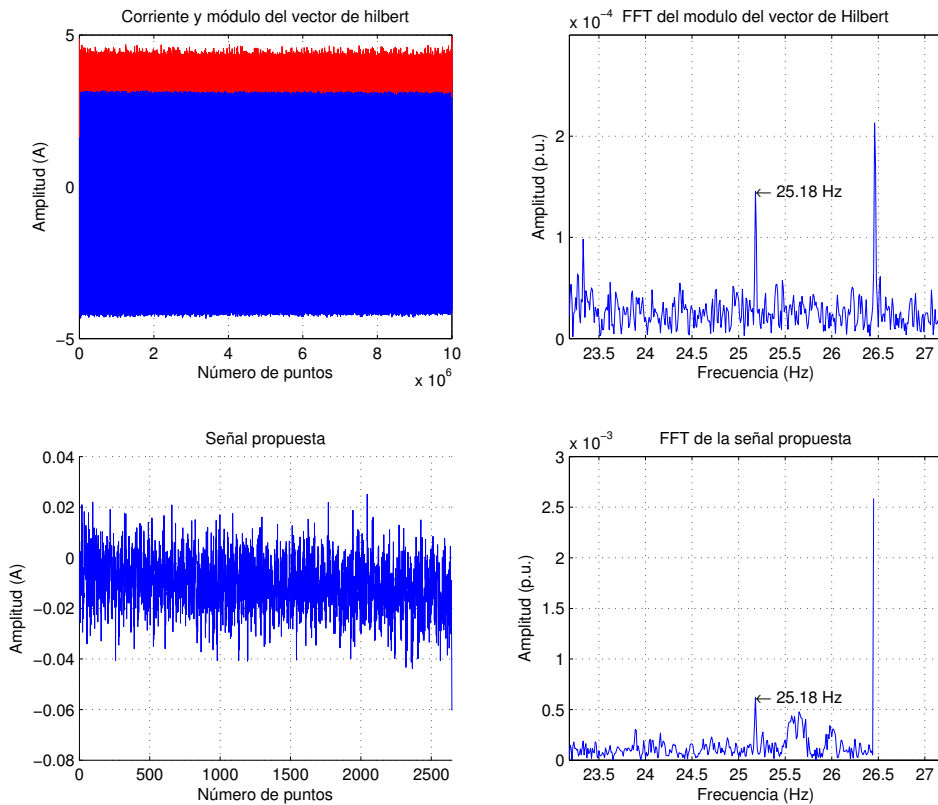 Corriente y módulo del vector de hilbert
Amplitud (A)
5
0
−5
0 2 4 6 8 10
Número de puntos
x 10^6
x 10^−4
FFT del modulo del vector de Hilbert
Amplitud (p.u.)
3
2
1
0
← 25.18 Hz
23.5 24 24.5 25 25.5 26 26.5 27
Frecuencia (Hz)
Señal propuesta
Amplitud (A)
0.04
0.02
0
−0.02
−0.04
−0.06
−0.08
0 500 1000 1500 2000 2500
Número de puntos
x 10^−3
FFT de la señal propuesta
Amplitud (p.u.)
3
2.5
2
1.5
1
0.5
0
← 25.18 Hz
23.5 24 24.5 25 25.5 26 26.5 27
Frecuencia (Hz)